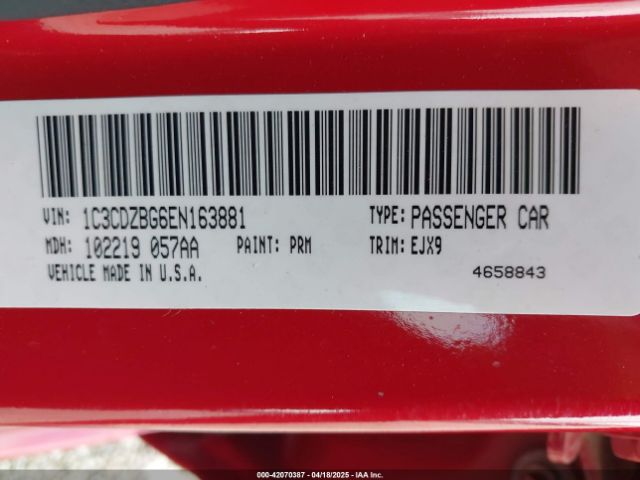 VIN: 1C3CDZBG6EN163881 TYPE: PASSENGER CAR
MDH: 102219 057AA PAINT: PRM TRIM: EJX9
VEHICLE MADE IN U.S.A. 4658843
000-42070387 | 04/18/2025 | IAA Inc.